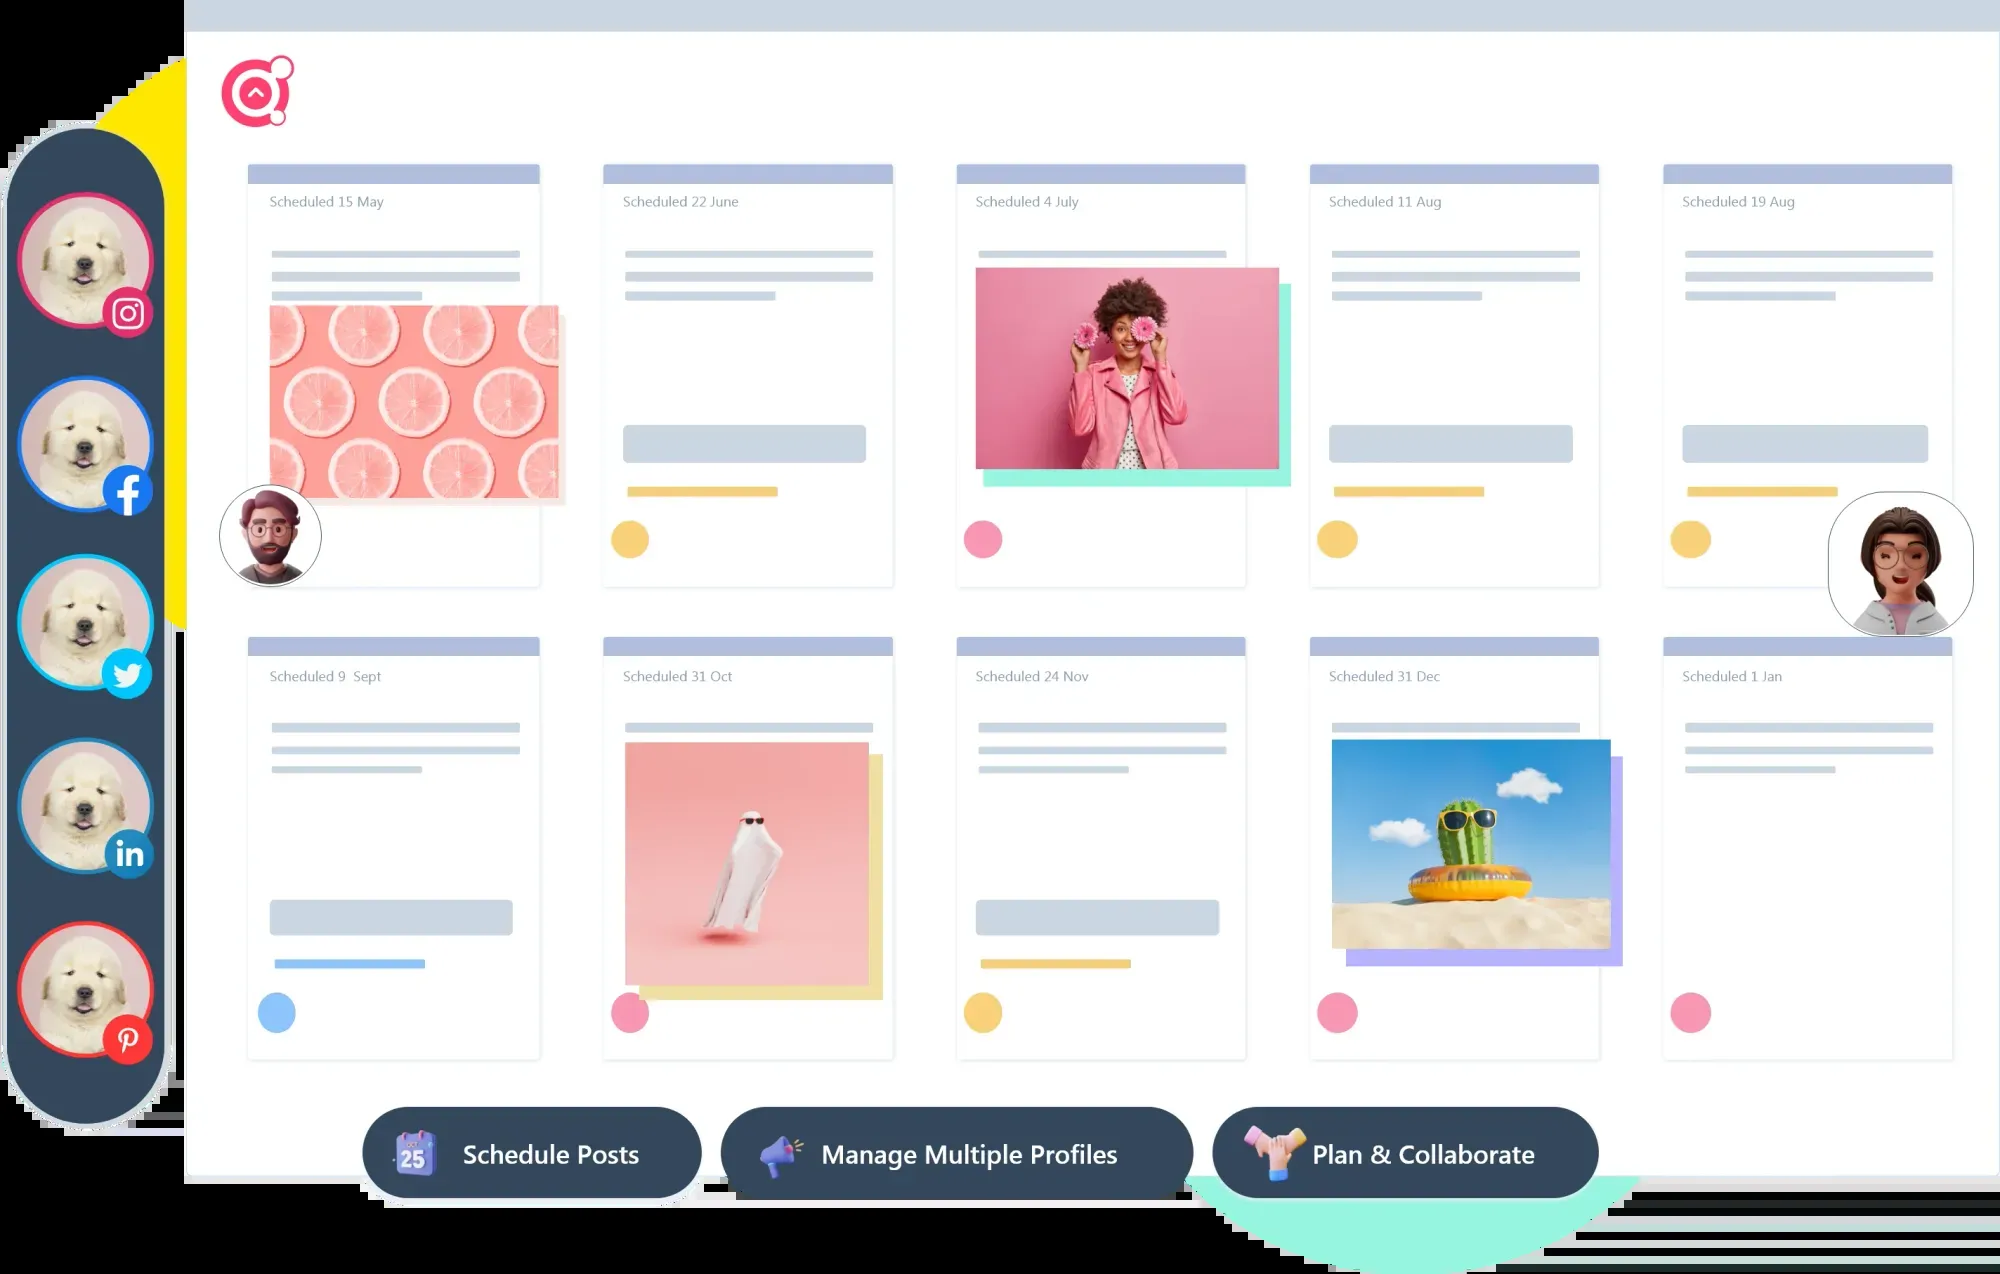 Scheduled 15 May
Scheduled 22 June
Scheduled 4 July
Scheduled 11 Aug
Scheduled 19 Aug
Scheduled 9 Sept
Scheduled 31 Oct
Scheduled 24 Nov
Scheduled 31 Dec
Scheduled 1 Jan
in
25
Schedule Posts
Manage Multiple Profiles
Plan & Collaborate